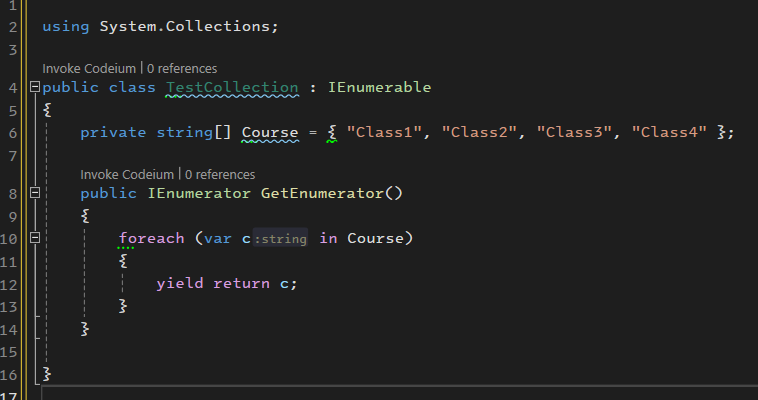 1
2 using System.Collections;
3
Invoke Codeium | 0 references
4 public class TestCollection : IEnumerable
5 {
6 private string[] Course = { "Class1", "Class2", "Class3", "Class4" };
7
Invoke Codeium | 0 references
8 public IEnumerator GetEnumerator()
9 {
10 foreach (var c:string in Course)
11 {
12 yield return c;
13 }
14 }
15
16 }
17